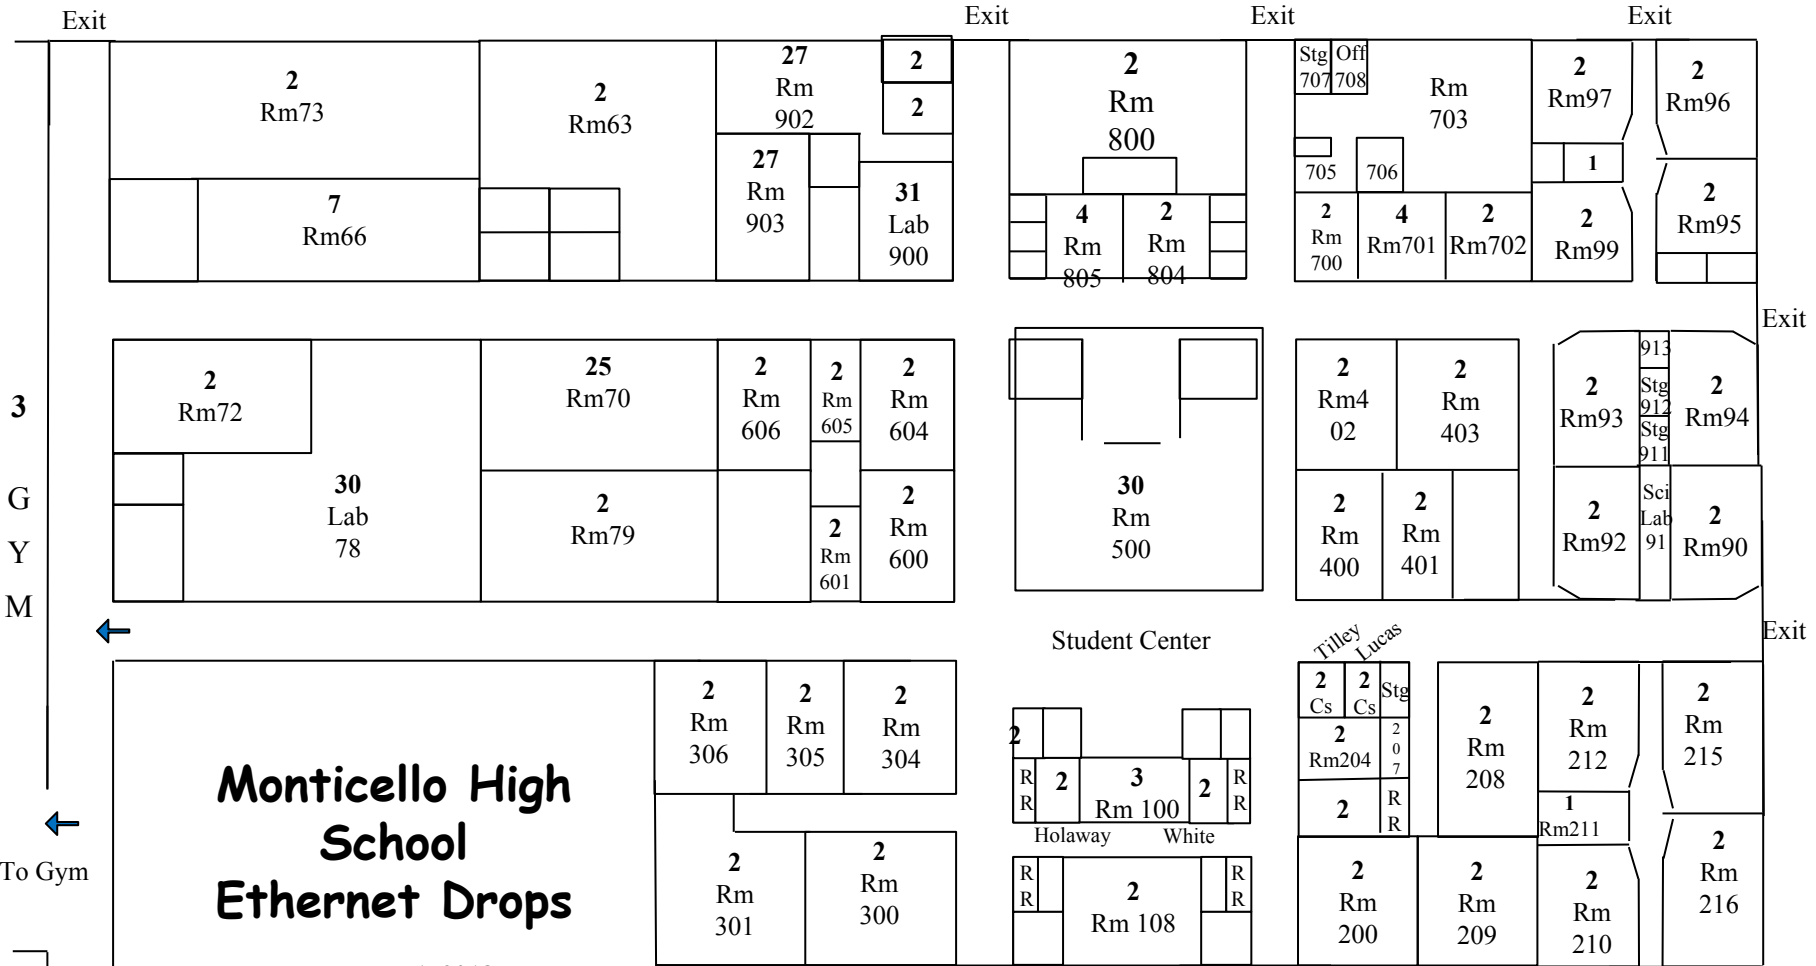 Exit
Exit
Exit
Exit
2
Rm73
2
Rm63
27
Rm
902
2
2
7
Rm66
27
Rm
903
31
Lab
900
2
Rm
800
4
Rm
805
2
Rm
804
Stg
707
Off
708
Rm
703
705
706
2
Rm
700
4
Rm701
2
Rm702
2
Rm97
1
2
Rm99
2
Rm96
2
Rm95
Exit
3
G
Y
M
2
Rm72
30
Lab
78
25
Rm70
2
Rm79
2
Rm
606
2
Rm
605
2
Rm
604
2
Rm
601
2
Rm
600
30
Rm
500
2
Rm4
02
2
Rm
403
2
Rm
400
2
Rm
401
2
Rm93
913
Stg
912
Stg
911
2
Rm94
2
Rm92
Sci
Lab
91
2
Rm90
Exit
Student Center
To Gym
Monticello High
School
Ethernet Drops
2
Rm
306
2
Rm
305
2
Rm
304
2
Rm
301
2
Rm
300
2
R
R
2
3
Rm 100
2
R
R
Holaway
White
R
R
2
Rm 108
R
R
Tilley
Lucas
2
Cs
2
Cs
Stg
2
Rm204
2
0
7
2
R
R
2
Rm
208
2
Rm
200
2
Rm
209
2
Rm
212
1
Rm211
2
Rm
210
2
Rm
215
2
Rm
216